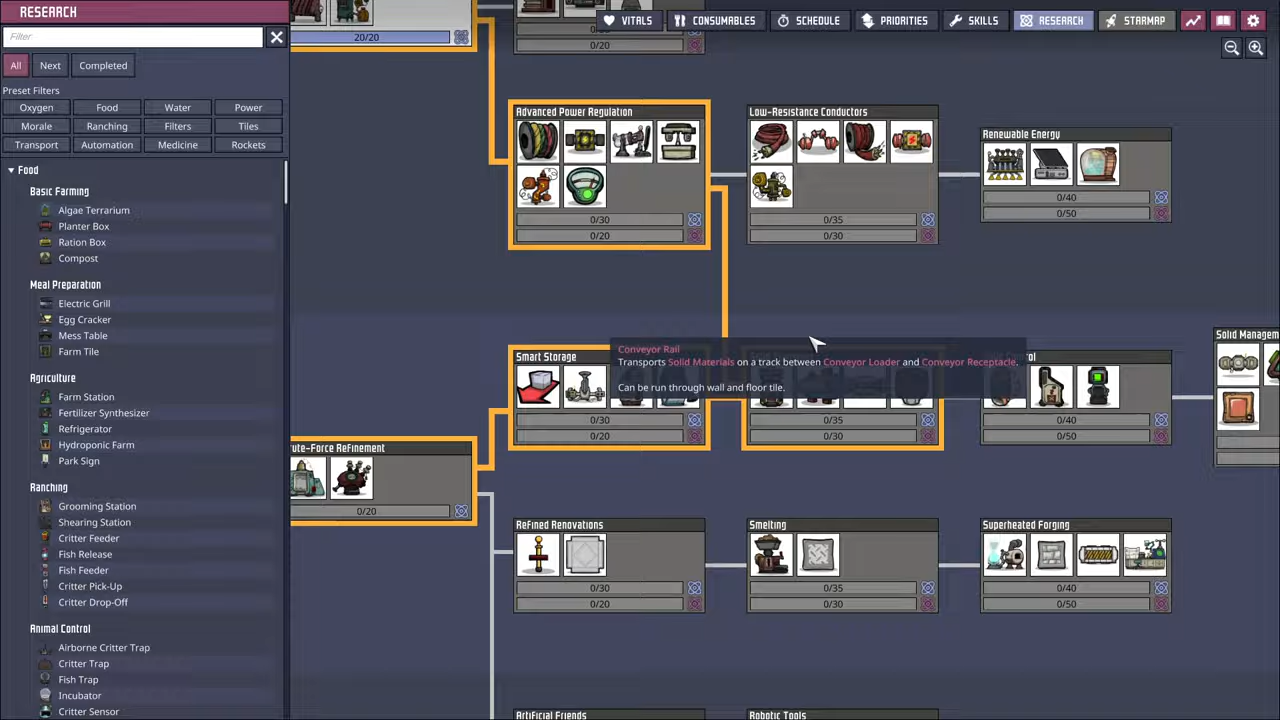 RESEARCH
Filter
All
Next
Completed
Preset Filters
Oxygen
Food
Water
Power
Morale
Ranching
Filters
Tiles
Transport
Automation
Medicine
Rockets
Food
Basic Farming
Algae Terrarium
Planter Box
Ration Box
Compost
Meal Preparation
Electric Grill
Egg Cracker
Mess Table
Farm Tile
Agriculture
Farm Station
Fertilizer Synthesizer
Refrigerator
Hydroponic Farm
Park Sign
Ranching
Grooming Station
Shearing Station
Critter Feeder
Fish Release
Fish Feeder
Critter Pick-Up
Critter Drop-Off
Animal Control
Airborne Critter Trap
Critter Trap
Fish Trap
Incubator
Critter Sensor
VITALS
CONSUMABLES
SCHEDULE
PRIORITIES
SKILLS
RESEARCH
STARMAP
20/20
0/20
Advanced Power Regulation
0/30
0/20
Low-Resistance Conductors
0/35
0/30
Renewable Energy
0/40
0/50
Smart Storage
0/30
0/20
Conveyor Rail
Transports Solid Materials on a track between Conveyor Loader and Conveyor Receptacle.
Can be run through wall and floor tile.
0/35
0/30
0/40
0/50
Solid Managem
ute-Force Refinement
0/20
Refined Renovations
0/30
0/20
Smelting
0/35
0/30
Superheated Forging
0/40
0/50
Artificial Friends
Robotic Tools